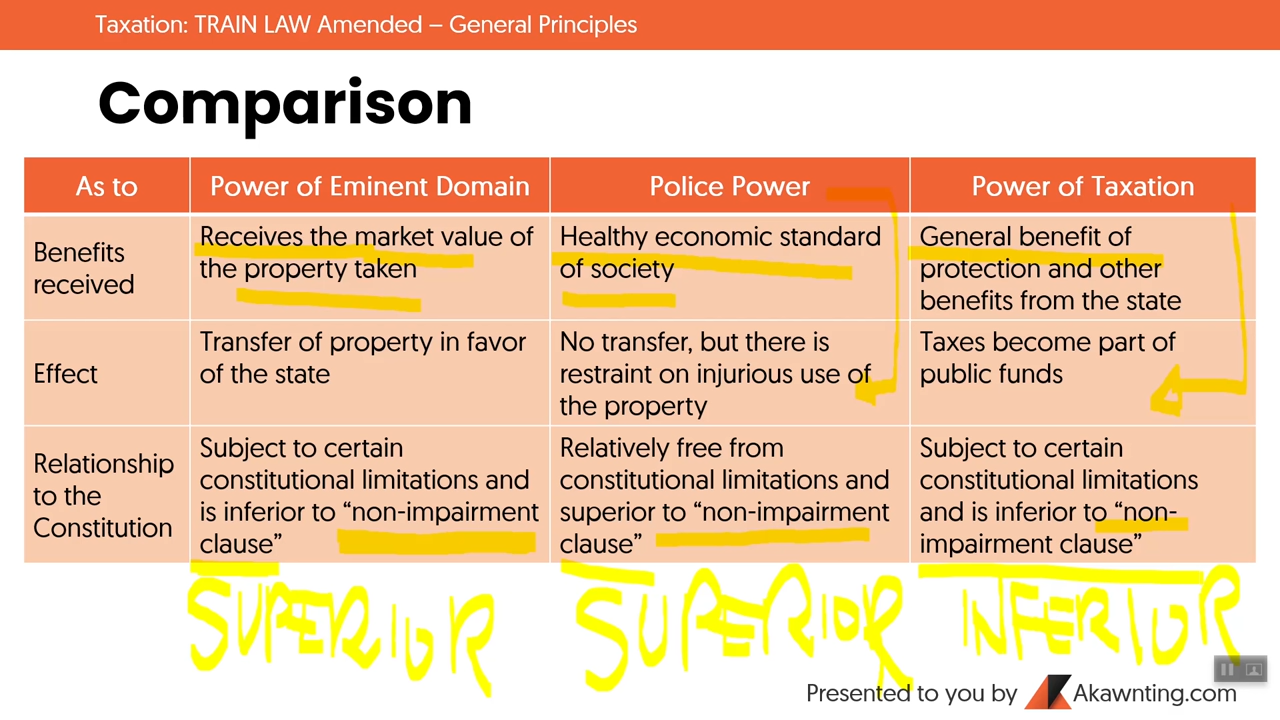 Taxation: TRAIN LAW Amended – General Principles
Comparison
As to
Power of Eminent Domain
Police Power
Power of Taxation
Benefits
received
Receives the market value of
the property taken
Healthy economic standard
of society
General benefit of
protection and other
benefits from the state
Effect
Transfer of property in favor
of the state
No transfer, but there is
restraint on injurious use of
the property
Taxes become part of
public funds
Relationship
to the
Constitution
Subject to certain
constitutional limitations and
is inferior to “non-impairment
clause”
Relatively free from
constitutional limitations and
superior to “non-impairment
clause”
Subject to certain
constitutional limitations
and is inferior to “non-
impairment clause”
SUPERIOR
SUPERIOR
INFERIOR
Presented to you by Akawnting.com